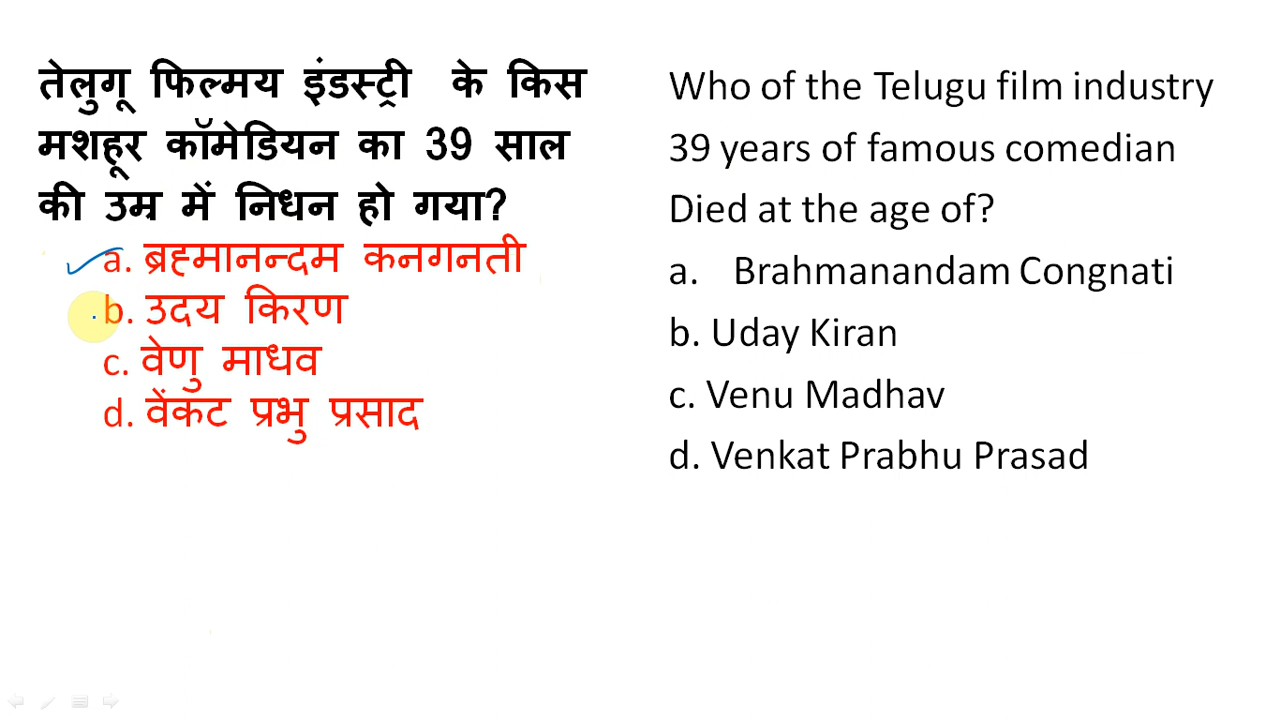 तेलुगू फिल्मय इंडस्ट्री के किस
मशहूर कॉमेडियन का 39 साल
की उम्र में निधन हो गया?
a. ब्रह्मानन्दम कनगनती
b. उदय किरण
c. वेणु माधव
d. वेंकट प्रभु प्रसाद
Who of the Telugu film industry
39 years of famous comedian
Died at the age of?
a. Brahmanandam Congnati
b. Uday Kiran
c. Venu Madhav
d. Venkat Prabhu Prasad